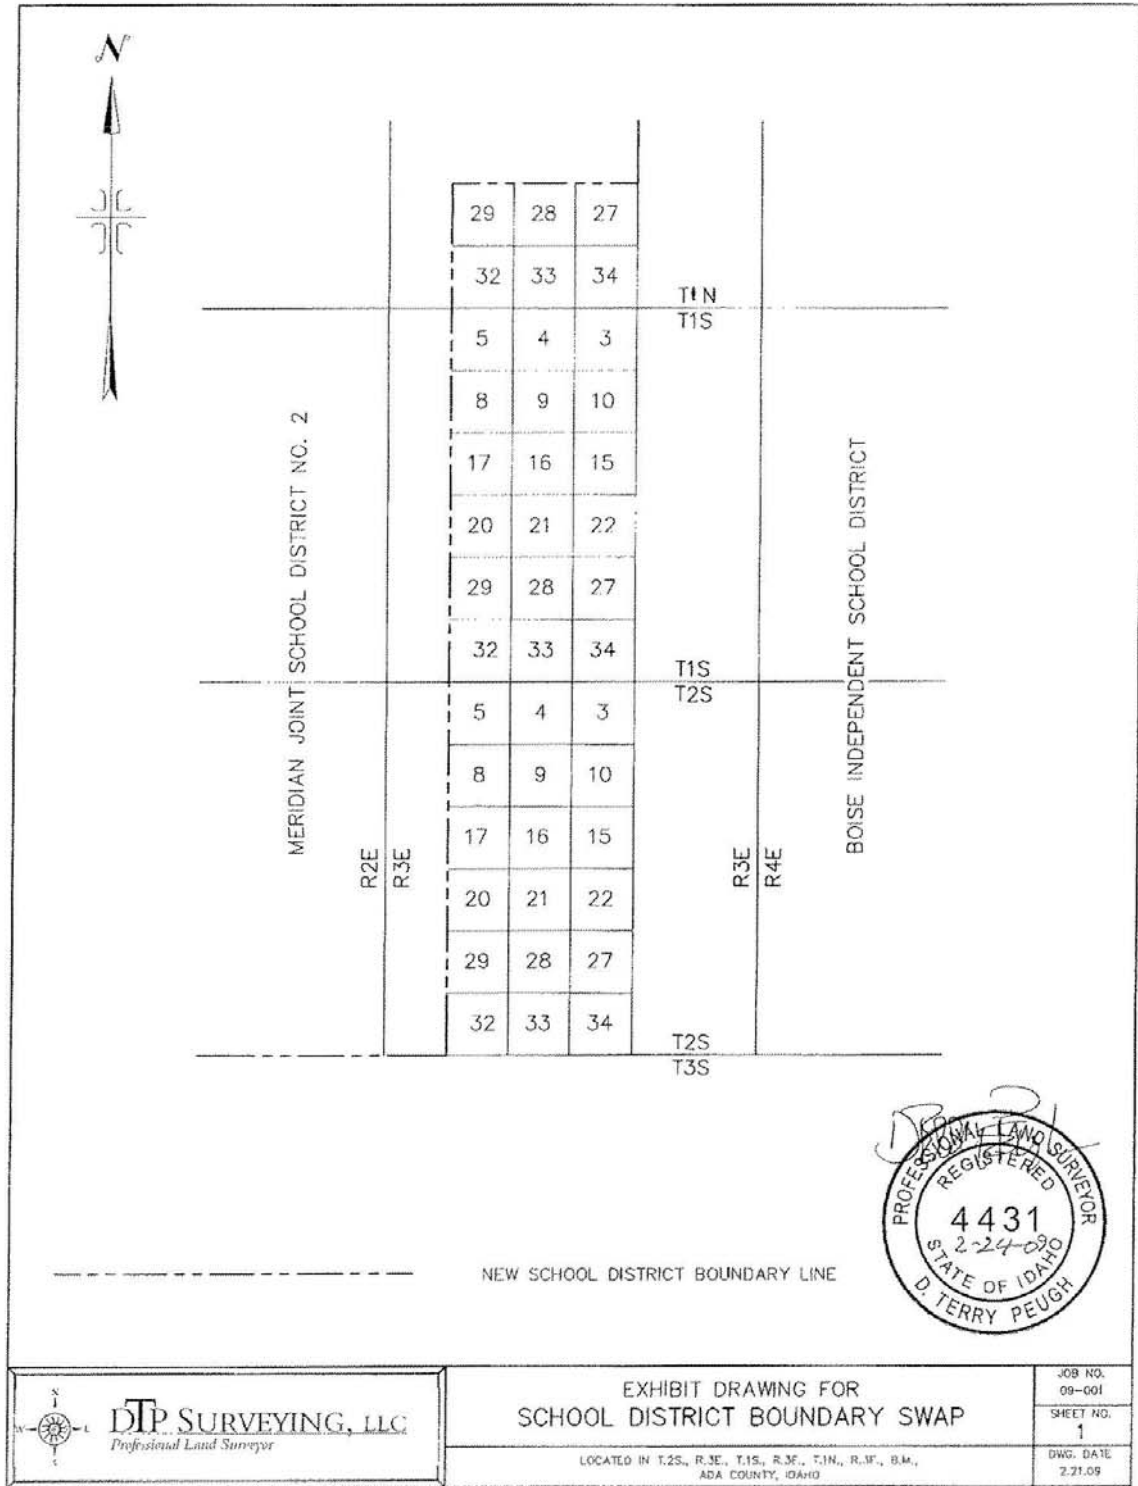 N
29 28 27
32 33 34
T1N
T1S
5 4 3
8 9 10
17 16 15
20 21 22
29 28 27
32 33 34
T1S
T2S
5 4 3
8 9 10
17 16 15
20 21 22
29 28 27
32 33 34
T2S
T3S
MERIDIAN JOINT SCHOOL DISTRICT NO. 2
R2E
R3E
R3E
R4E
BOISE INDEPENDENT SCHOOL DISTRICT
PROFESSIONAL LAND SURVEYOR
REGISTERED
4431
2-24-09
STATE OF IDAHO
D. TERRY PEUGH
NEW SCHOOL DISTRICT BOUNDARY LINE
N
W
DTP SURVEYING, LLC
Professional Land Surveyor
EXHIBIT DRAWING FOR
SCHOOL DISTRICT BOUNDARY SWAP
LOCATED IN T.2S., R.3E., T.1S., R.3E., T.1N., R.3E., B.M.,
ADA COUNTY, IDAHO
JOB NO.
09-001
SHEET NO.
1
DWG. DATE
2.21.09